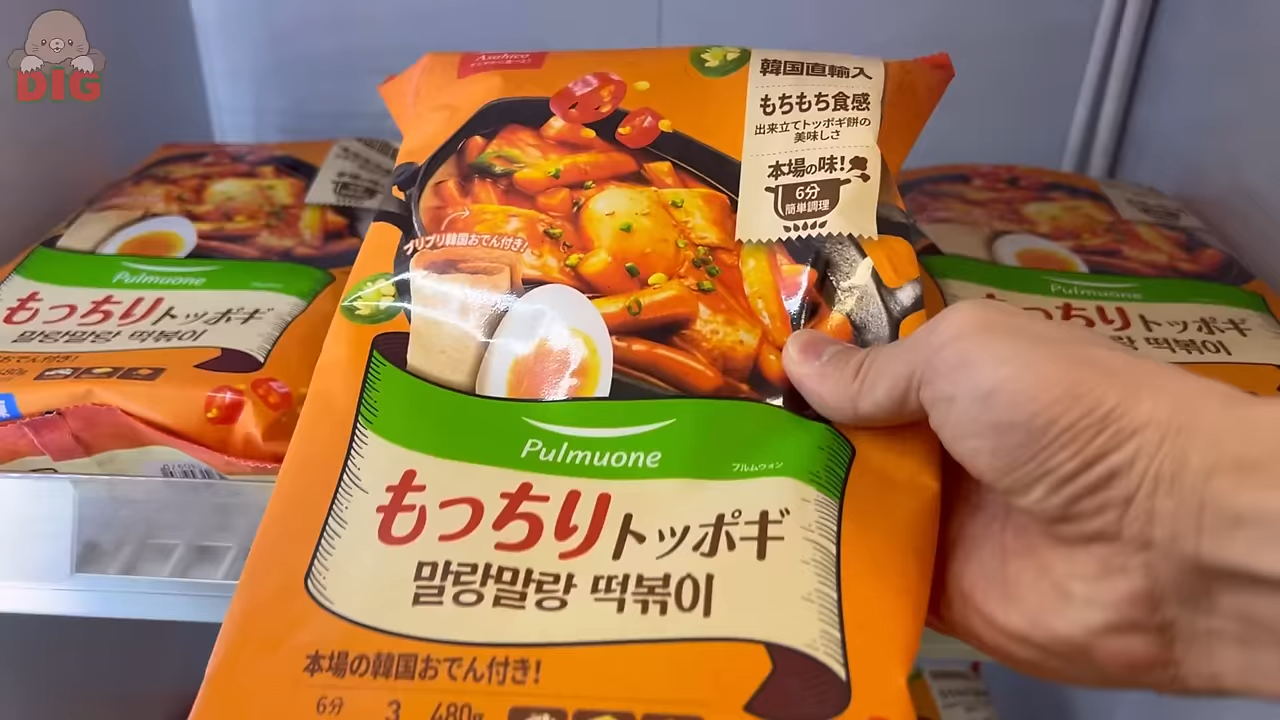 DIG
Asahico
韓国直輸入
もちもち食感
出来立てトッポギ餅の
美味しさ
本場の味!
6分
簡単調理
プリプリ韓国おでん付き!
Pulmuone
プルムウォン
もっちりトッポギ
말랑말랑 떡볶이
本場の韓国おでん付き!
6分 3 480g
Pulmuone
もっちりトッポギ
말랑말랑 떡볶이
Pulmuone
もっちりトッポギ
떡볶이